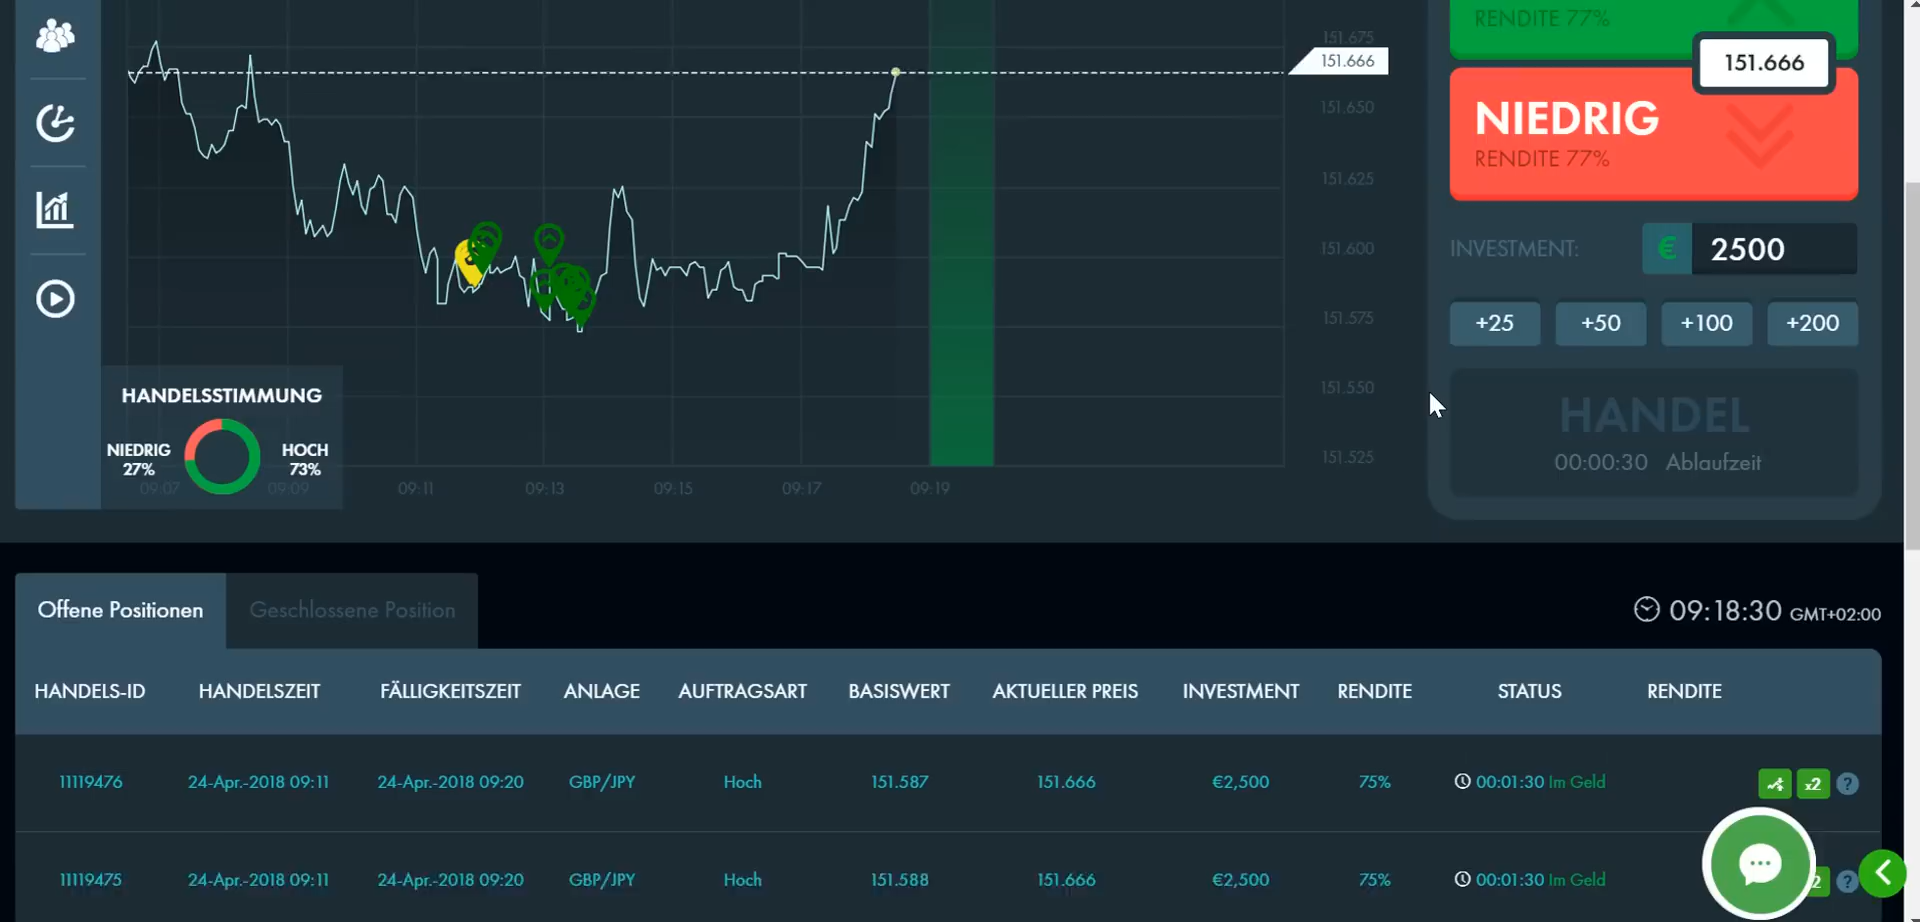 RENDITE 77%
151.666
NIEDRIG
RENDITE 77%
INVESTMENT:
€ 2500
+25 +50 +100 +200
HANDEL
00:00:30 Ablaufzeit
151.675
151.666
151.650
151.625
151.600
151.575
151.550
151.525
HANDELSSTIMMUNG
NIEDRIG
27%
HOCH
73%
09:07 09:09 09:11 09:13 09:15 09:17 09:19
Offene Positionen Geschlossene Position
09:18:30 GMT+02:00
HANDELS-ID HANDELSZEIT FÄLLIGKEITSZEIT ANLAGE AUFTRAGSART BASISWERT AKTUELLER PREIS INVESTMENT RENDITE STATUS RENDITE
11119476 24-Apr.-2018 09:11 24-Apr.-2018 09:20 GBP/JPY Hoch 151.587 151.666 €2,500 75% 00:01:30 Im Geld x2 ?
11119475 24-Apr.-2018 09:11 24-Apr.-2018 09:20 GBP/JPY Hoch 151.588 151.666 €2,500 75% 00:01:30 Im Geld 2 ?